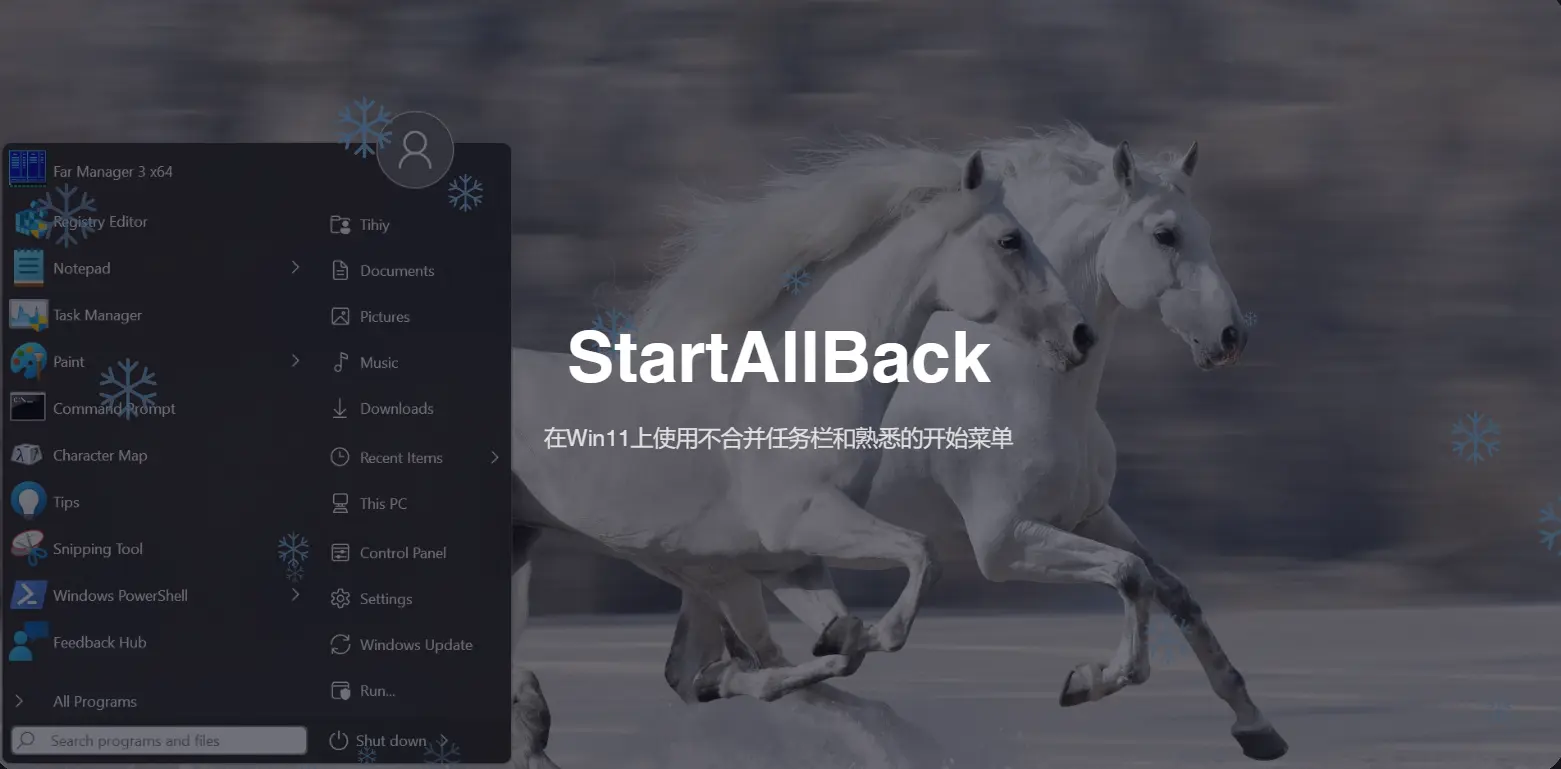 Far Manager 3 x64
Registry Editor
Notepad
Task Manager
Paint
Command Prompt
Character Map
Tips
Snipping Tool
Windows PowerShell
Feedback Hub
All Programs
Search programs and files
Tihiy
Documents
Pictures
Music
Downloads
Recent Items
This PC
Control Panel
Settings
Windows Update
Run...
Shut down
StartAllBack
在Win11上使用不合并任务栏和熟悉的开始菜单